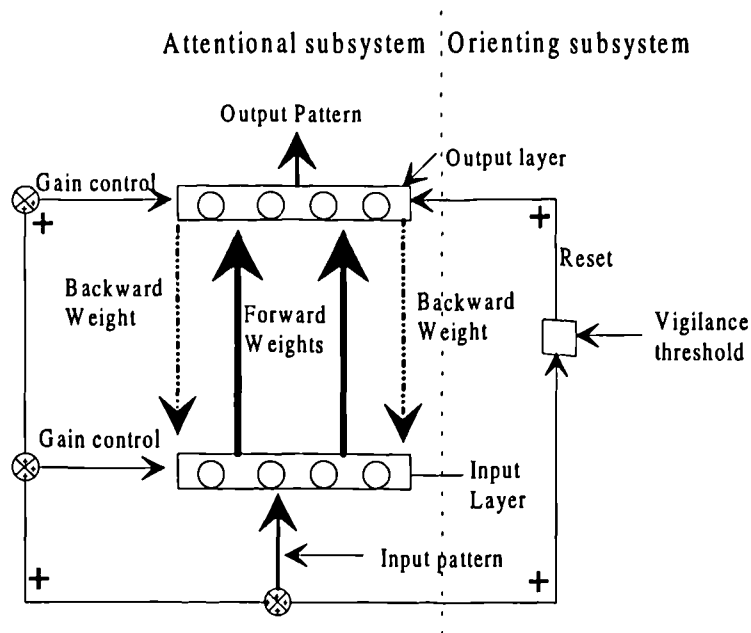 Attentional subsystem
Orienting subsystem
Output Pattern
Output layer
Gain control
+
+
Reset
Backward
Weight
Forward
Weights
Backward
Weight
Vigilance
threshold
Gain control
Input
Layer
Input pattern
+
+